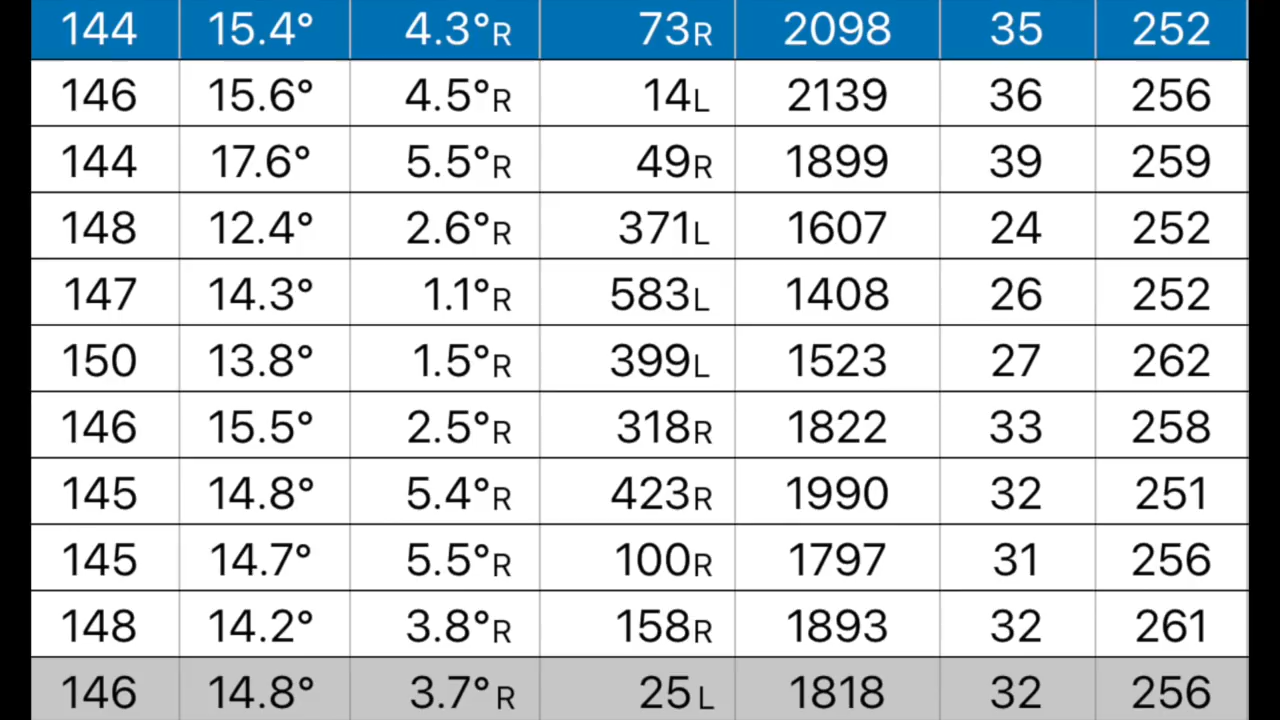 144 15.4° 4.3°R 73R 2098 35 252
146 15.6° 4.5°R 14L 2139 36 256
144 17.6° 5.5°R 49R 1899 39 259
148 12.4° 2.6°R 371L 1607 24 252
147 14.3° 1.1°R 583L 1408 26 252
150 13.8° 1.5°R 399L 1523 27 262
146 15.5° 2.5°R 318R 1822 33 258
145 14.8° 5.4°R 423R 1990 32 251
145 14.7° 5.5°R 100R 1797 31 256
148 14.2° 3.8°R 158R 1893 32 261
146 14.8° 3.7°R 25L 1818 32 256